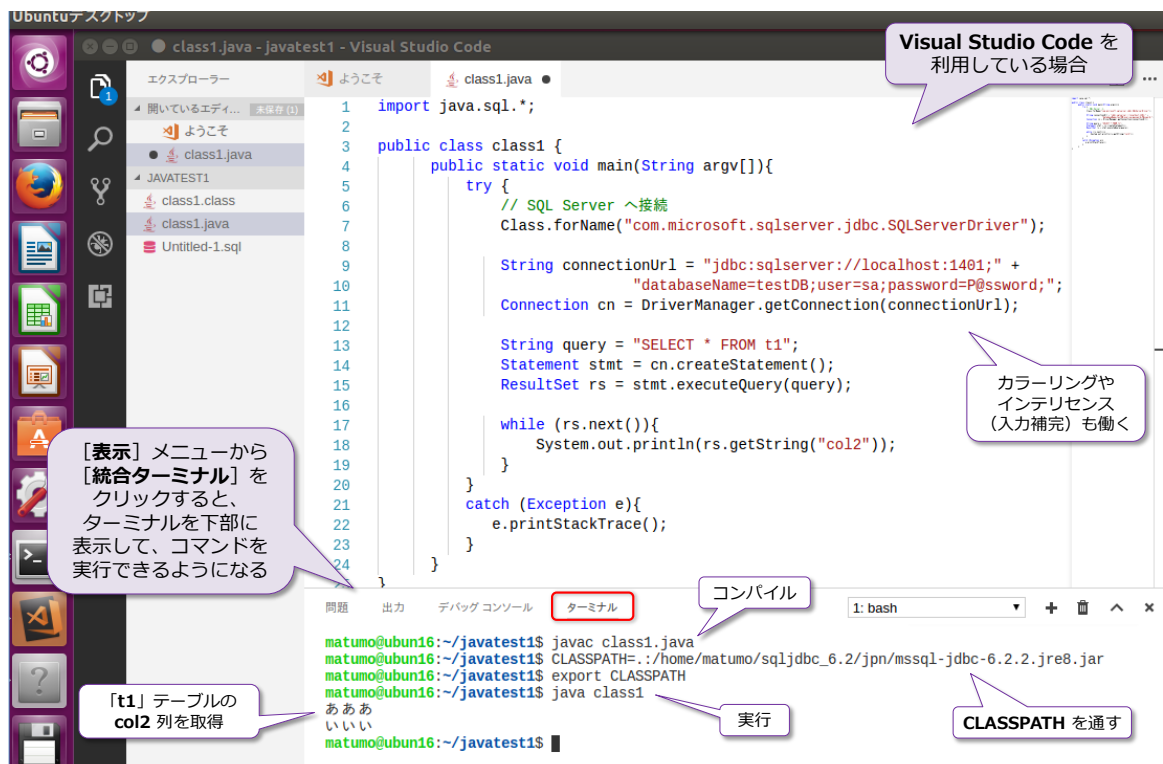 Ubuntuデスクトップ
class1.java - javatest1 - Visual Studio Code
Visual Studio Code を
利用している場合
エクスプローラー
ようこそ
class1.java
1
開いているエディ... 未保存 (1)
ようこそ
class1.java
JAVATEST1
class1.class
class1.java
Untitled-1.sql
1 import java.sql.*;
2
3 public class class1 {
4 public static void main(String argv[]){
5 try {
6 // SQL Server へ接続
7 Class.forName("com.microsoft.sqlserver.jdbc.SQLServerDriver");
8
9 String connectionUrl = "jdbc:sqlserver://localhost:1401;" +
10 "databaseName=testDB;user=sa;password=P@ssword;";
11 Connection cn = DriverManager.getConnection(connectionUrl);
12
13 String query = "SELECT * FROM t1";
14 Statement stmt = cn.createStatement();
15 ResultSet rs = stmt.executeQuery(query);
16
17 while (rs.next()){
18 System.out.println(rs.getString("col2"));
19 }
20 }
21 catch (Exception e){
22 e.printStackTrace();
23 }
24 }
}
カラーリングや
インテリセンス
（入力補完）も働く
［表示］メニューから
［統合ターミナル］を
クリックすると、
ターミナルを下部に
表示して、コマンドを
実行できるようになる
問題 出力 デバッグ コンソール ターミナル
コンパイル
1: bash
matumo@ubun16:~/javatest1$ javac class1.java
matumo@ubun16:~/javatest1$ CLASSPATH=.:/home/matumo/sqljdbc_6.2/jpn/mssql-jdbc-6.2.2.jre8.jar
matumo@ubun16:~/javatest1$ export CLASSPATH
matumo@ubun16:~/javatest1$ java class1
あああ
いいい
matumo@ubun16:~/javatest1$
「t1」テーブルの
col2 列を取得
実行
CLASSPATH を通す